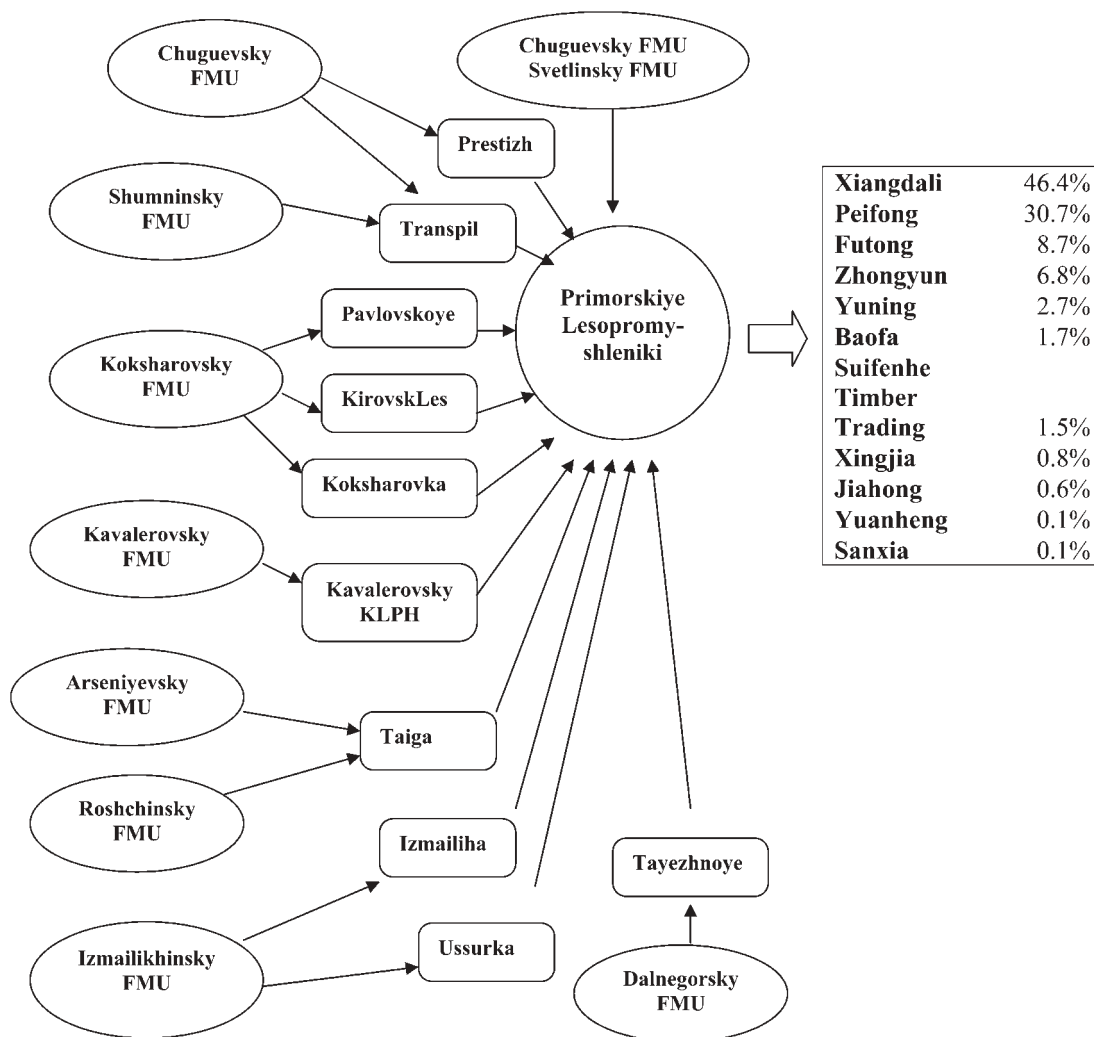 Chuguevsky
FMU
Chuguevsky FMU
Svetlinsky FMU
Prestizh
Shumninsky
FMU
Transpil
Pavlovskoye
Koksharovsky
FMU
KirovskLes
Koksharovka
Primorskiye
Lesopromy-
shleniki
Xiangdali 46.4%
Peifong 30.7%
Futong 8.7%
Zhongyun 6.8%
Yuning 2.7%
Baofa 1.7%
Suifenhe
Timber
Trading 1.5%
Xingjia 0.8%
Jiahong 0.6%
Yuanheng 0.1%
Sanxia 0.1%
Kavalerovsky
FMU
Kavalerovsky
KLPH
Arseniyevsky
FMU
Taiga
Roshchinsky
FMU
Izmailiha
Tayezhnoye
Izmailikhinsky
FMU
Ussurka
Dalnegorsky
FMU